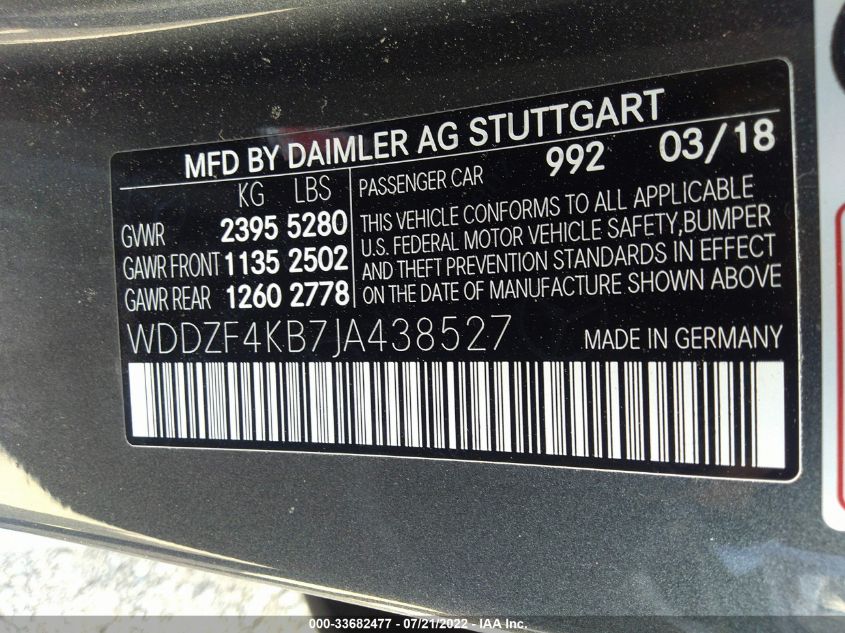 MFD BY DAIMLER AG STUTTGART
KG LBS
GVWR 2395 5280
GAWR FRONT 1135 2502
GAWR REAR 1260 2778
PASSENGER CAR 992 03/18
THIS VEHICLE CONFORMS TO ALL APPLICABLE
U.S. FEDERAL MOTOR VEHICLE SAFETY,BUMPER
AND THEFT PREVENTION STANDARDS IN EFFECT
ON THE DATE OF MANUFACTURE SHOWN ABOVE
WDDZF4KB7JA438527 MADE IN GERMANY
000-33682477 - 07/21/2022 - IAA Inc.